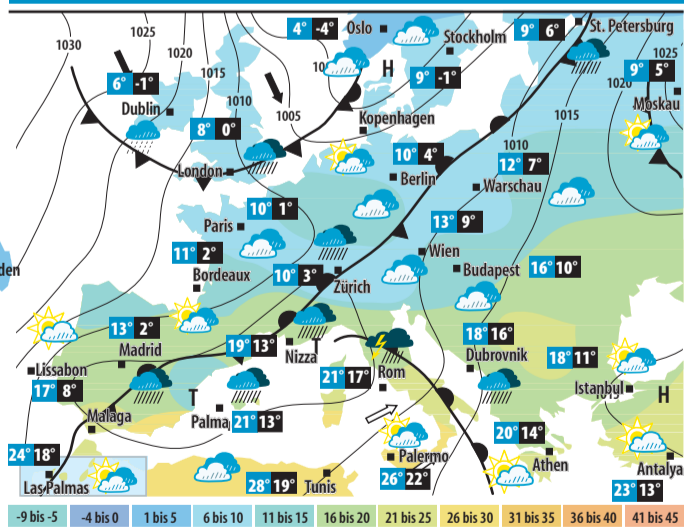 1030
1025
1020
1015
1010
1005
4° -4°
Oslo
Stockholm
9° 6°
St. Petersburg
6° -1°
Dublin
10
H
9° -1°
1025
9° 5°
1020
Moskau
8° 0°
Kopenhagen
1015
London
10° 4°
Berlin
1010
12° 7°
Warschau
Paris
10° 1°
13° 9°
11° 2°
Bordeaux
10° 3°
Zürich
Wien
Budapest
16° 10°
den
13° 2°
Madrid
19° 13°
Nizza
T
18° 16°
Dubrovnik
18° 11°
Lissabon
17° 8°
T
Palma
21° 13°
21° 17°
Rom
Istanbul
H
Malaga
24° 18°
Las Palmas
28° 19°
Tunis
Palermo
26° 22°
20° 14°
Athen
Antalya
23° 13°
-9 bis -5
-4 bis 0
1 bis 5
6 bis 10
11 bis 15
16 bis 20
21 bis 25
26 bis 30
31 bis 35
36 bis 40
41 bis 45